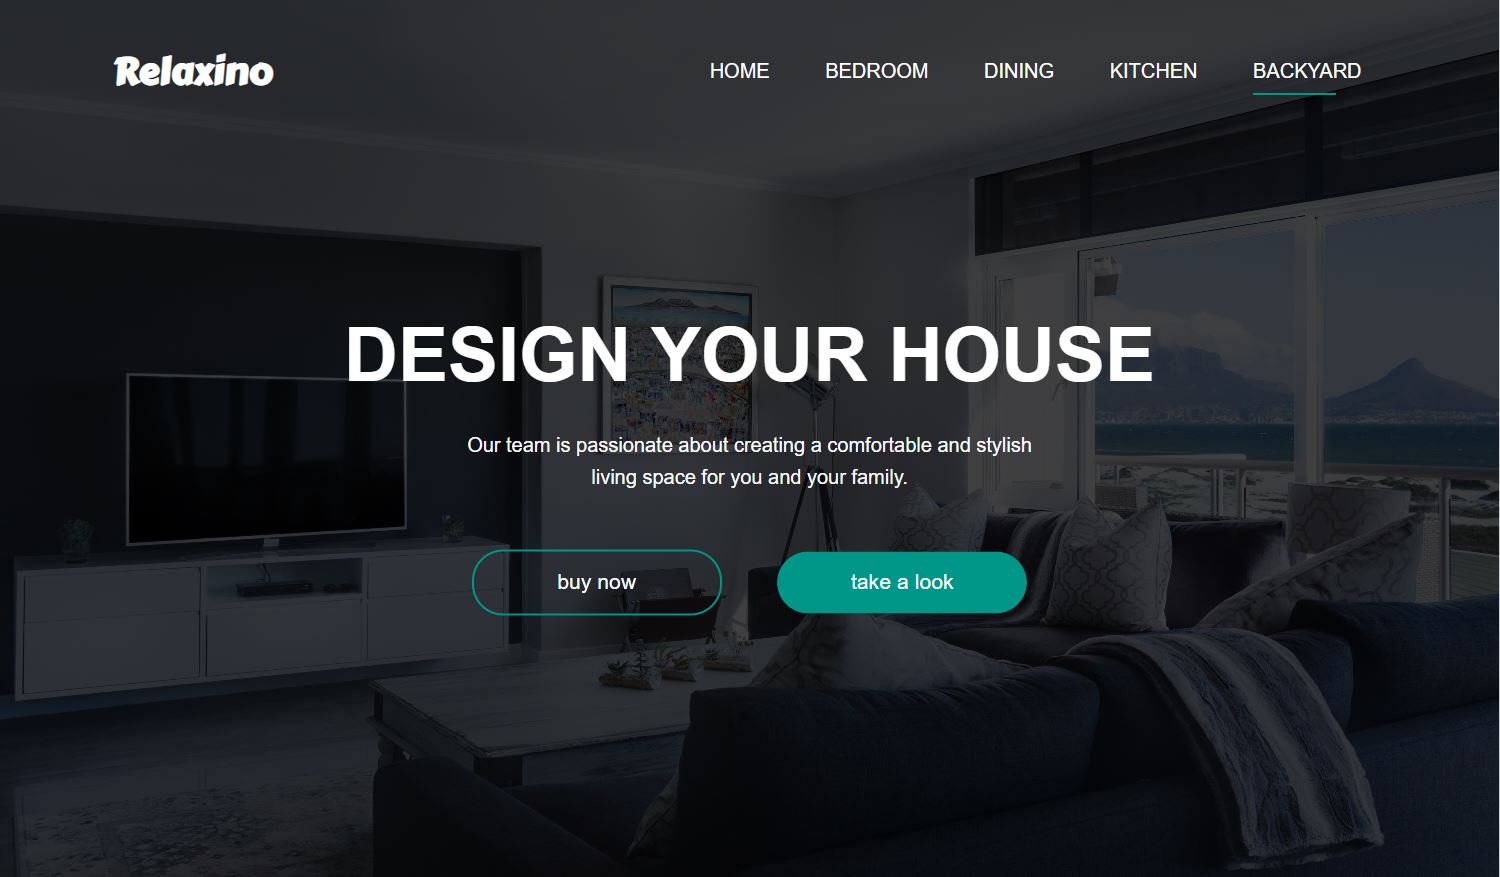 Relaxino
HOME BEDROOM DINING KITCHEN BACKYARD
DESIGN YOUR HOUSE
Our team is passionate about creating a comfortable and stylish
living space for you and your family.
buy now take a look